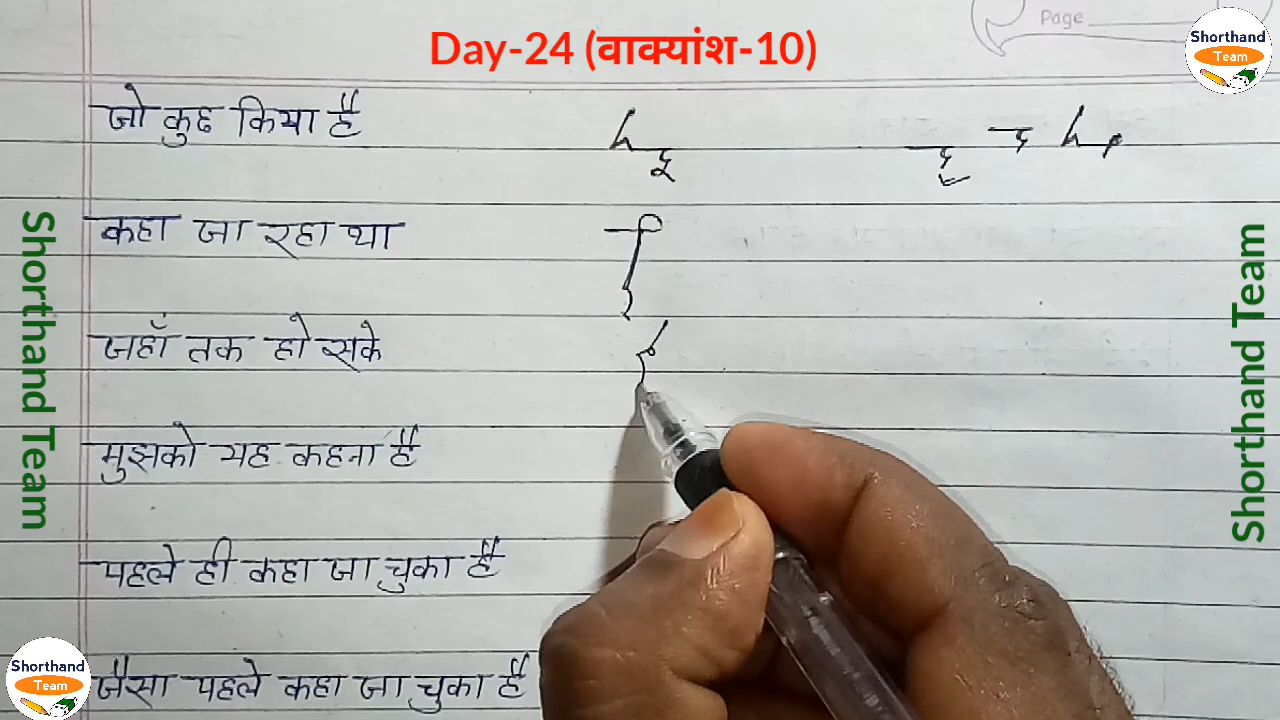 Day-24 (वाक्यांश-10)
Page
Shorthand
Team
जो कुछ किया है
कहा जा रहा था
जहाँ तक हो सके
मुझको यह कहना है
पहले ही कहा जा चुका है
जैसा पहले कहा जा चुका है
Shorthand Team
Shorthand Team
Shorthand
Team